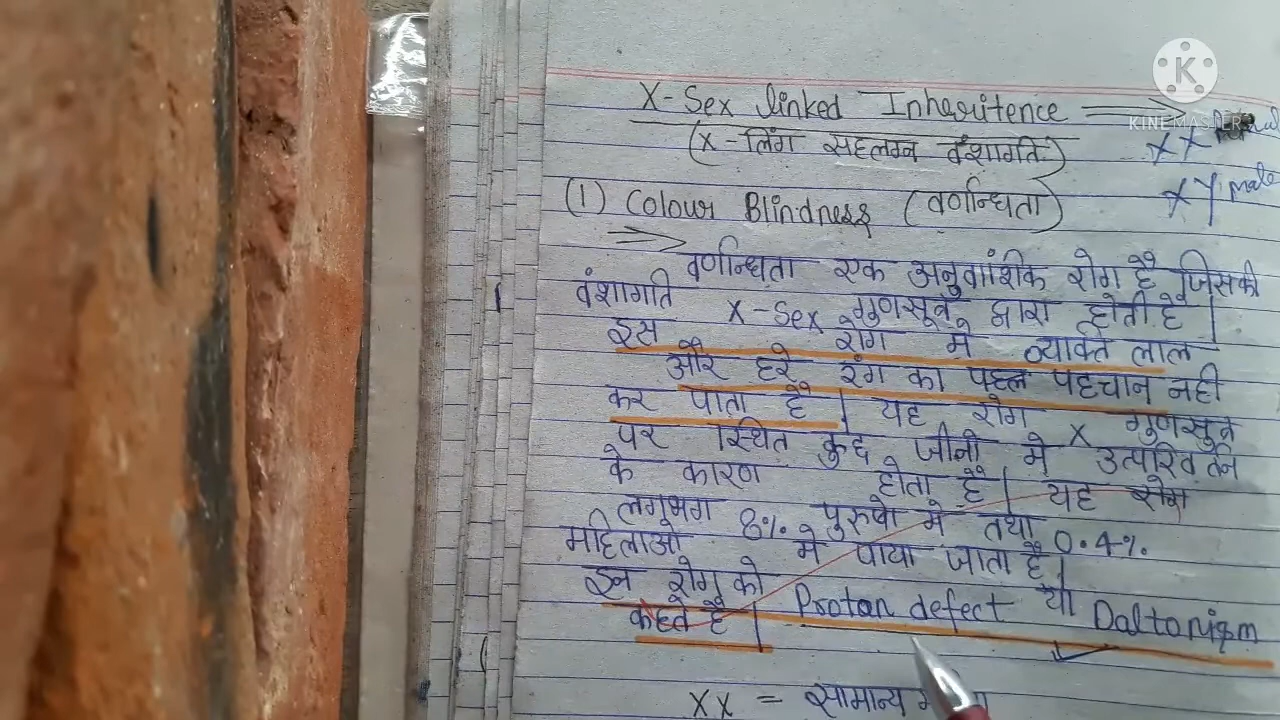 X-Sex linked Inheritence
XX
(X-लिंग सहलग्न वंशागति)
XY male
(1) Colour Blindness (वर्णान्धिता)
वर्णान्धिता एक अनुवांशिक रोग है जिसकी
वंशागति X-Sex गुणसूत्र द्वारा होती है |
इस रोग मे व्यक्ति लाल
और हरे रंग का पहचान नही
कर पाता है | यह रोग X गुणसूत्र
पर स्थित कुछ जीनो मे उत्परिवर्तन
के कारण होता है | यह रोग
लगभग 8% पुरुषो मे तथा 0.4%
महिलाओ मे पाया जाता है |
इन रोग को Protan defect या Daltonism
कहते है |
XX = सामान्य
KINEMASTER